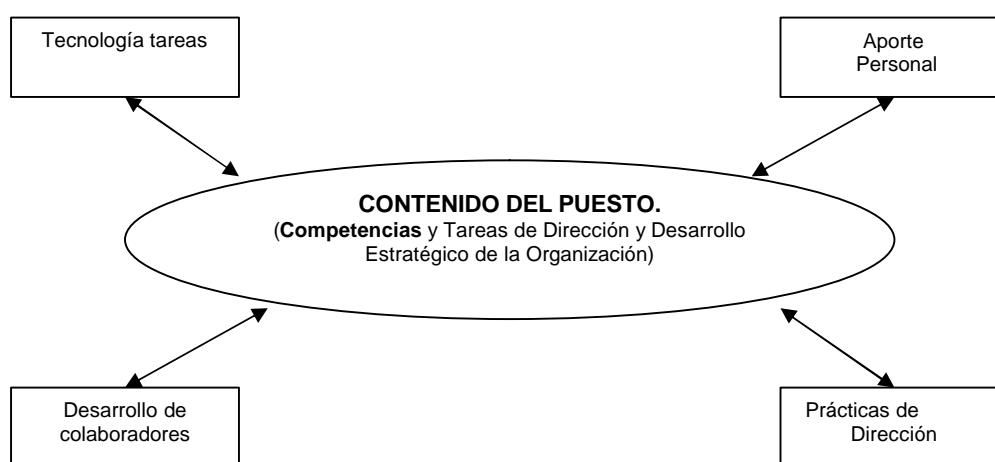 Tecnología tareas
Aporte
Personal
CONTENIDO DEL PUESTO.
(Competencias y Tareas de Dirección y Desarrollo
Estratégico de la Organización)
Desarrollo de
colaboradores
Prácticas de
Dirección